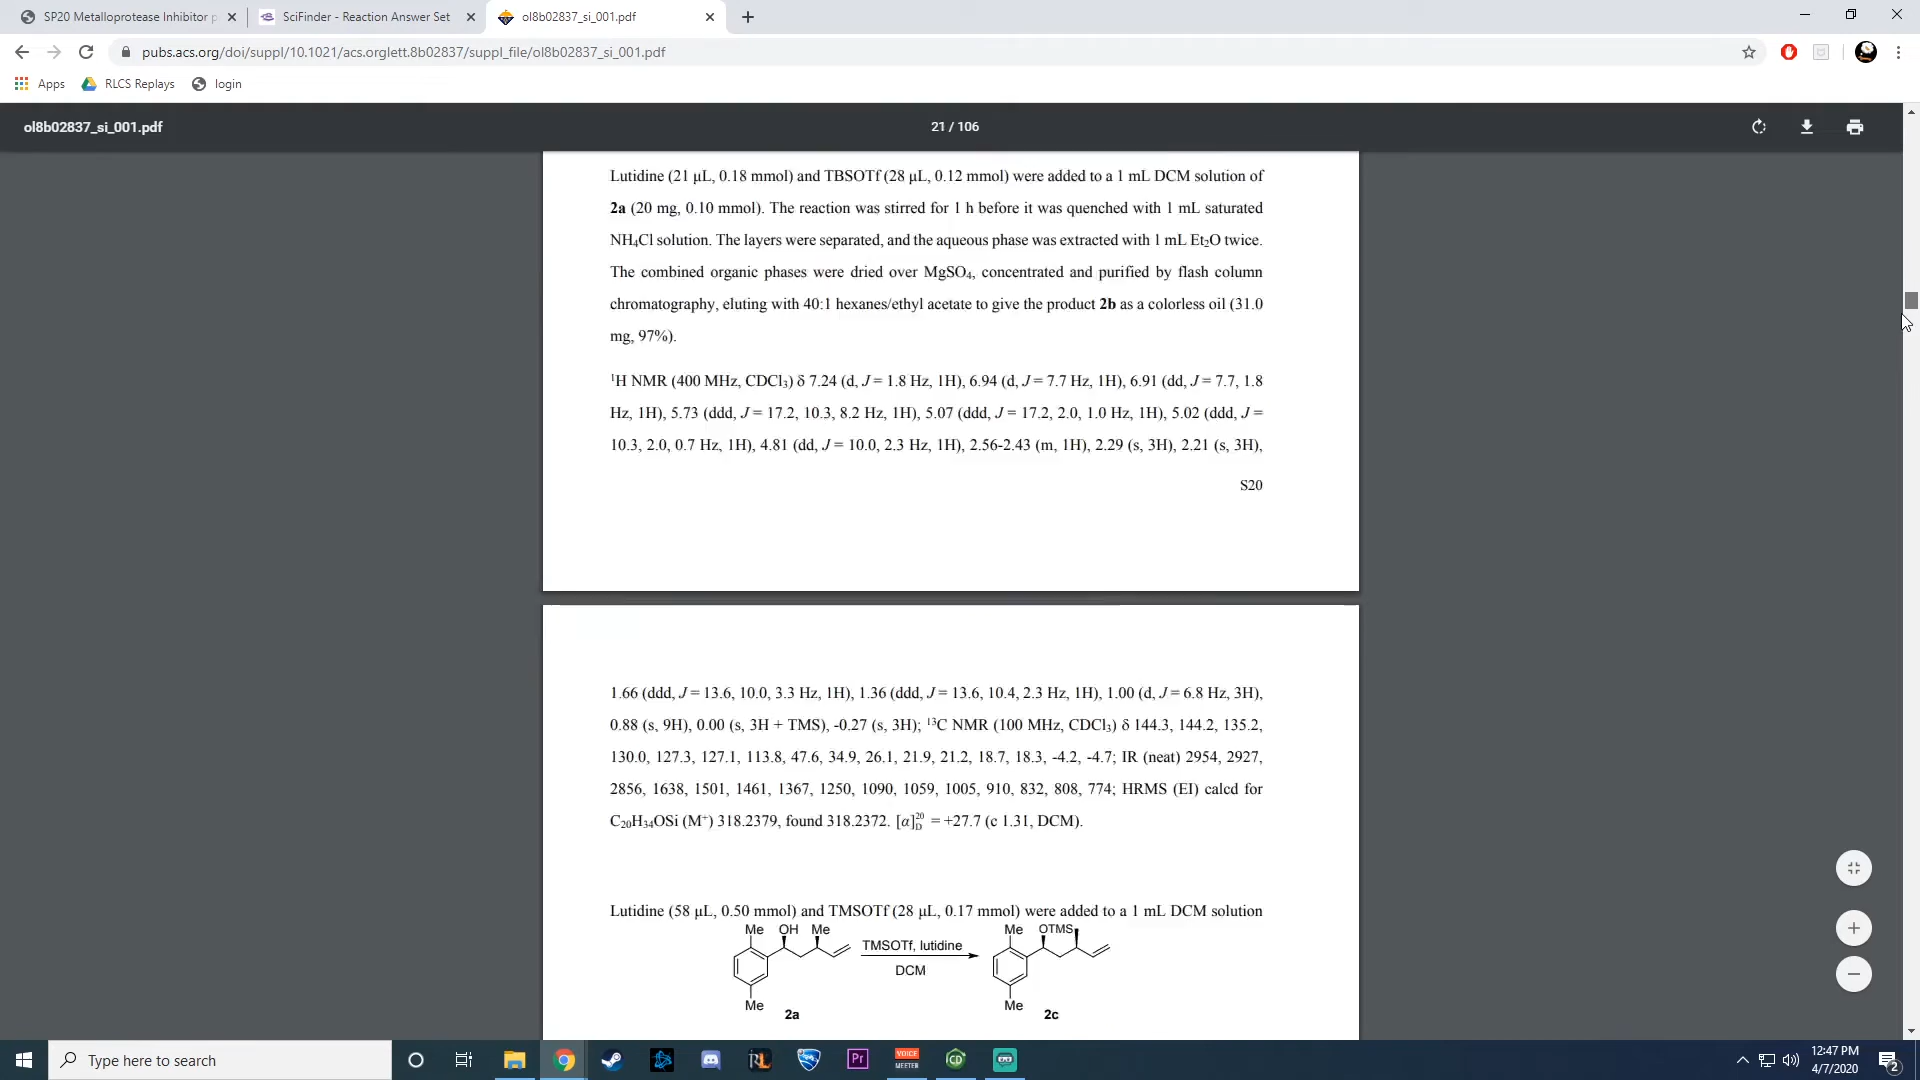 SP20 Metalloprotease Inhibitor p
SciFinder - Reaction Answer Set
ol8b02837_si_001.pdf
pubs.acs.org/doi/suppl/10.1021/acs.orglett.8b02837/suppl_file/ol8b02837_si_001.pdf
Apps
RLCS Replays
login
ol8b02837_si_001.pdf
21 / 106
Lutidine (21 μL, 0.18 mmol) and TBSOTf (28 μL, 0.12 mmol) were added to a 1 mL DCM solution of
2a (20 mg, 0.10 mmol). The reaction was stirred for 1 h before it was quenched with 1 mL saturated
NH₄Cl solution. The layers were separated, and the aqueous phase was extracted with 1 mL Et₂O twice.
The combined organic phases were dried over MgSO₄, concentrated and purified by flash column
chromatography, eluting with 40:1 hexanes/ethyl acetate to give the product 2b as a colorless oil (31.0
mg, 97%).
¹H NMR (400 MHz, CDCl₃) δ 7.24 (d, J = 1.8 Hz, 1H), 6.94 (d, J = 7.7 Hz, 1H), 6.91 (dd, J = 7.7, 1.8
Hz, 1H), 5.73 (ddd, J = 17.2, 10.3, 8.2 Hz, 1H), 5.07 (ddd, J = 17.2, 2.0, 1.0 Hz, 1H), 5.02 (ddd, J =
10.3, 2.0, 0.7 Hz, 1H), 4.81 (dd, J = 10.0, 2.3 Hz, 1H), 2.56-2.43 (m, 1H), 2.29 (s, 3H), 2.21 (s, 3H),
S20
1.66 (ddd, J = 13.6, 10.0, 3.3 Hz, 1H), 1.36 (ddd, J = 13.6, 10.4, 2.3 Hz, 1H), 1.00 (d, J = 6.8 Hz, 3H),
0.88 (s, 9H), 0.00 (s, 3H + TMS), -0.27 (s, 3H); ¹³C NMR (100 MHz, CDCl₃) δ 144.3, 144.2, 135.2,
130.0, 127.3, 127.1, 113.8, 47.6, 34.9, 26.1, 21.9, 21.2, 18.7, 18.3, -4.2, -4.7; IR (neat) 2954, 2927,
2856, 1638, 1501, 1461, 1367, 1250, 1090, 1059, 1005, 910, 832, 808, 774; HRMS (EI) calcd for
C₂₀H₃₄OSi (M⁺) 318.2379, found 318.2372. [α]²⁰D = +27.7 (c 1.31, DCM).
Lutidine (58 μL, 0.50 mmol) and TMSOTf (28 μL, 0.17 mmol) were added to a 1 mL DCM solution
Me OH Me
TMSOTf, lutidine
DCM
Me OTMS
Me
2a
Me
2c
Type here to search
RL
Pr
VOICE
MEETER
CD
12:47 PM
4/7/2020
2